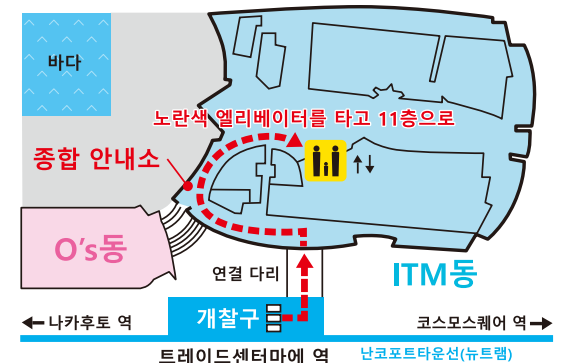 바다
노란색 엘리베이터를 타고 11층으로
종합 안내소
O's동
ITM동
연결 다리
개찰구
나카후토 역
코스모스퀘어 역
트레이드센터마에 역
난코포트타운선(뉴트램)